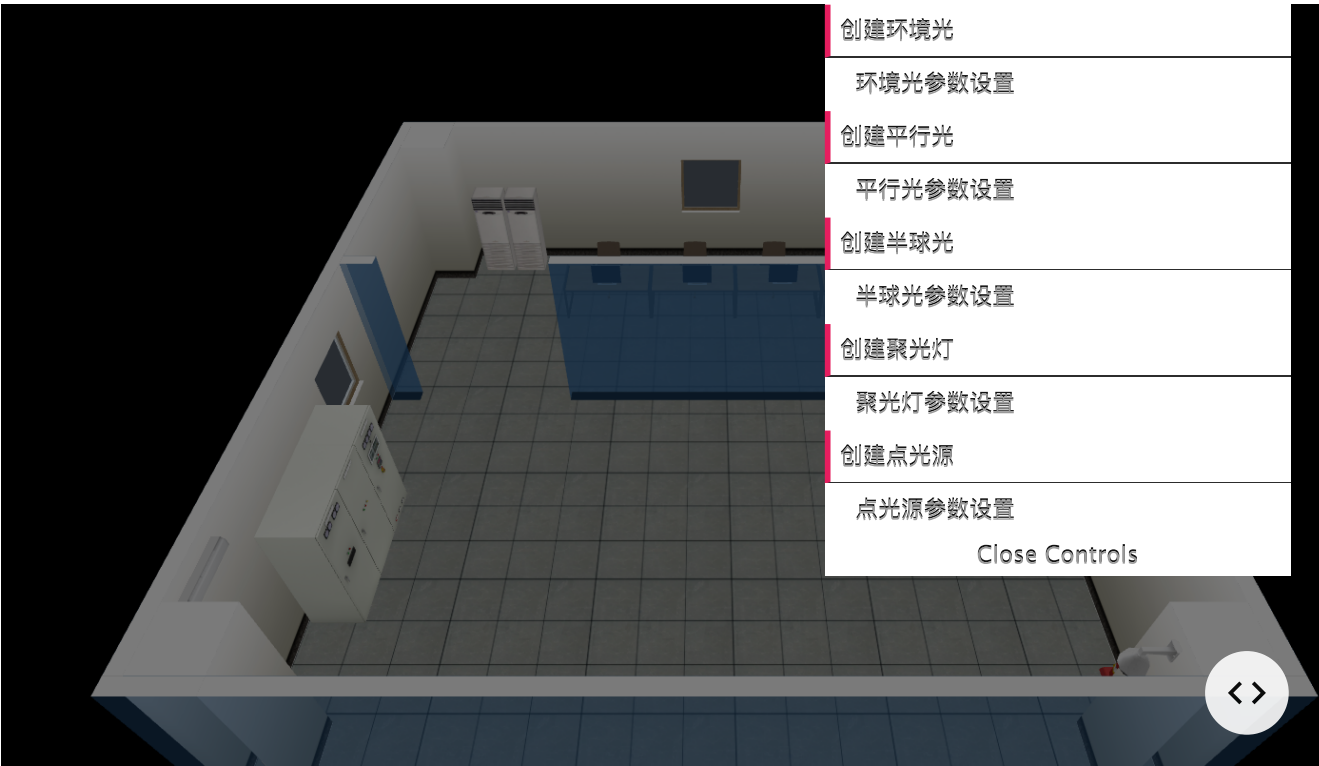 创建环境光
环境光参数设置
创建平行光
平行光参数设置
创建半球光
半球光参数设置
创建聚光灯
聚光灯参数设置
创建点光源
点光源参数设置
Close Controls